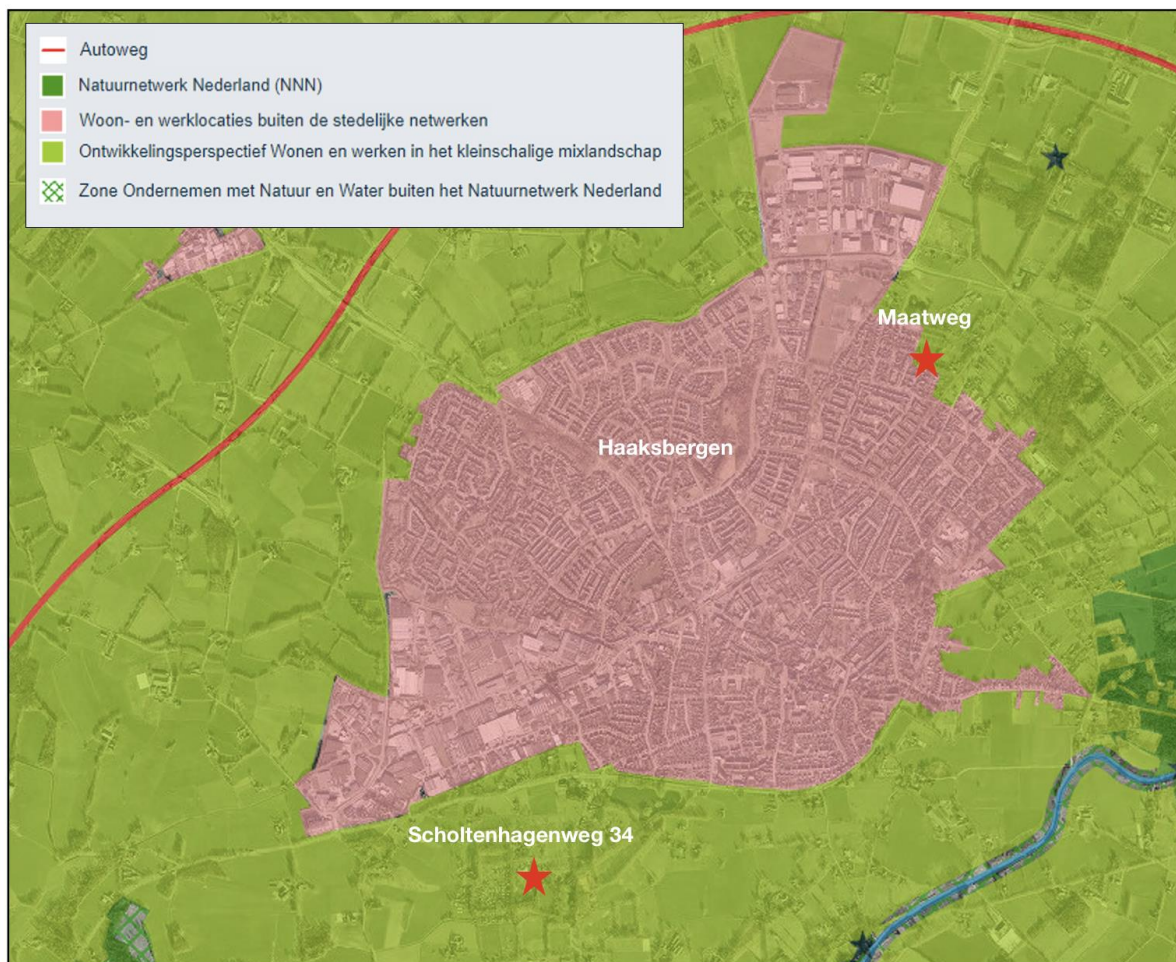 Autoweg
Natuurnetwerk Nederland (NNN)
Woon- en werklocaties buiten de stedelijke netwerken
Ontwikkelingsperspectief Wonen en werken in het kleinschalige mixlandschap
Zone Ondernemen met Natuur en Water buiten het Natuurnetwerk Nederland
Maatweg
Haaksbergen
Scholtenhagenweg 34